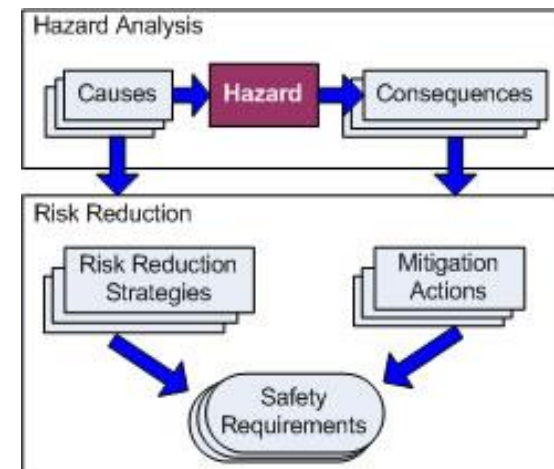 Hazard Analysis
Causes
Hazard
Consequences
Risk Reduction
Risk Reduction
Strategies
Mitigation
Actions
Safety
Requirements